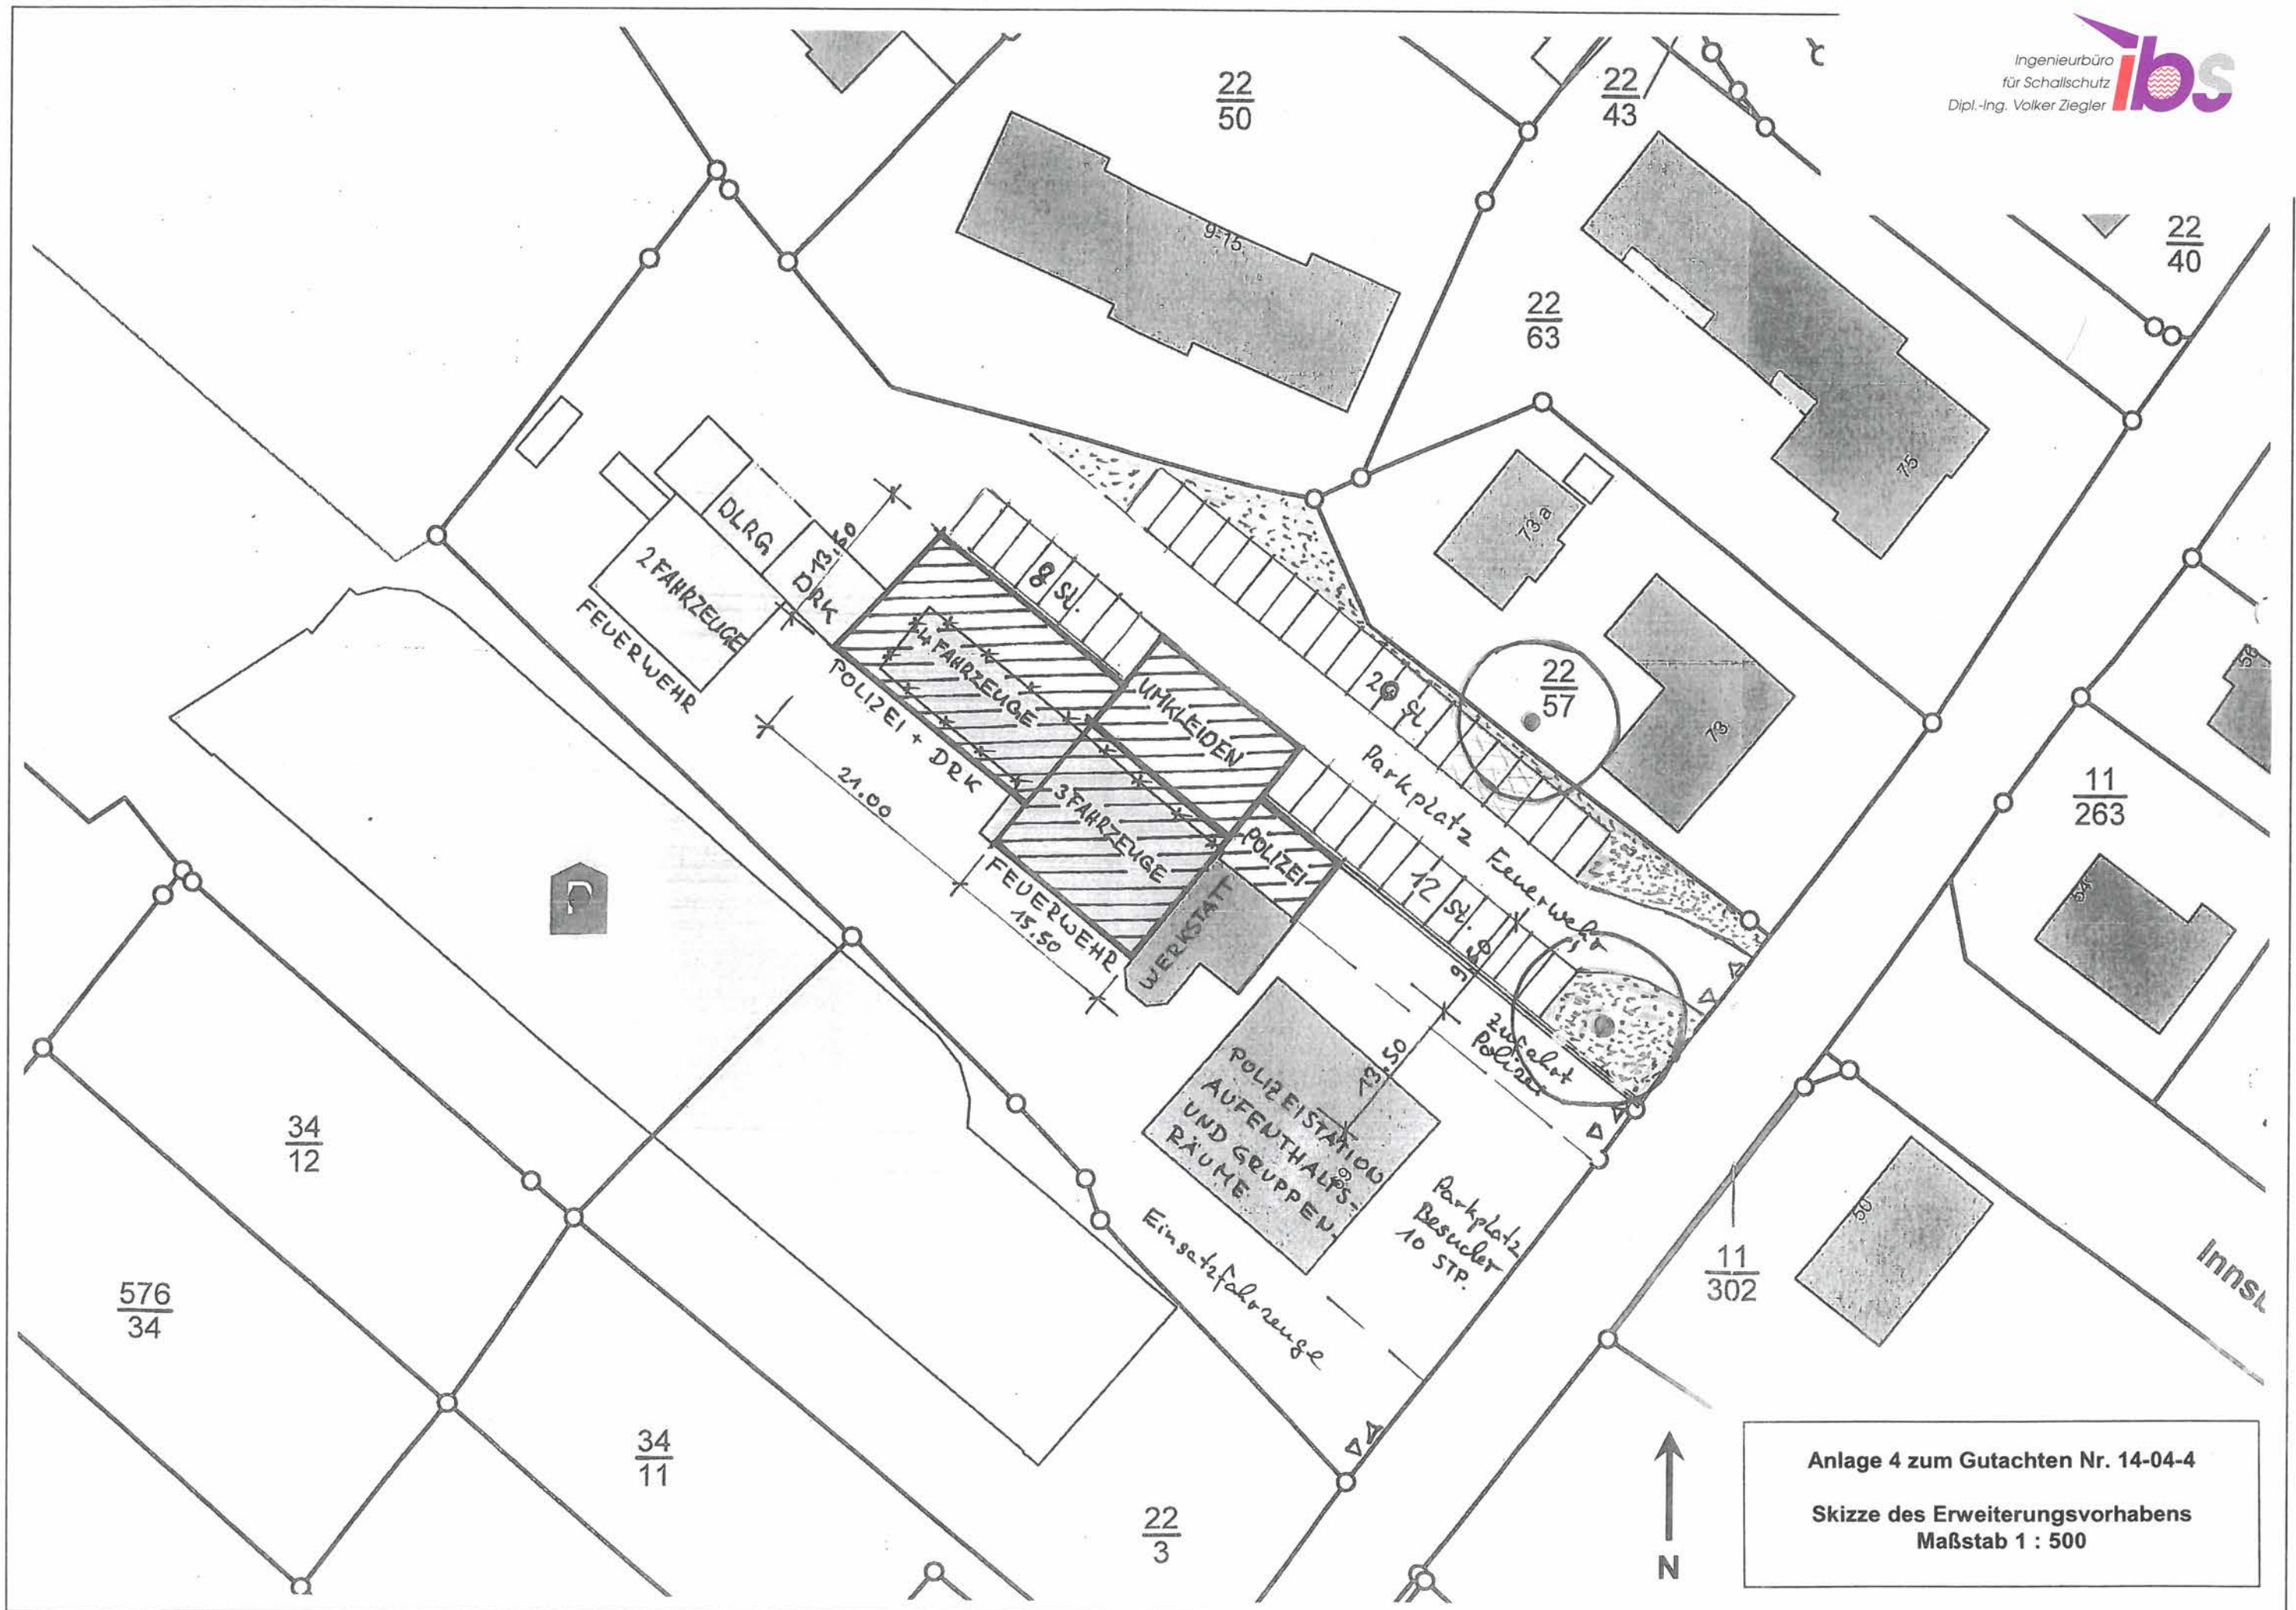 Ingenieurbüro
für Schallschutz
Dipl.-Ing. Volker Ziegler
ibs
22
50
22
43
22
40
22
63
9-15
75
73a
73
22
57
56
11
263
54
50
11
302
DLRG
DRK
13.50
2 FAHRZEUGE
FEUERWEHR
8 St.
4 FAHRZEUGE
POLIZEI + DRK
UMKLEIDEN
20 St.
Parkplatz Feuerwehr
21.00
3 FAHRZEUGE
FEUERWEHR
15.50
POLIZEI
WERKSTATT
12 St.
Zufahrt
Polizei
13.50
POLIZEISTATION
AUFENTHALTS-
UND GRUPPEN-
RÄUME
69
Parkplatz
Besucher
10 STP.
Einsatzfahrzeuge
P
34
12
576
34
34
11
22
3
N
Anlage 4 zum Gutachten Nr. 14-04-4
Skizze des Erweiterungsvorhabens
Maßstab 1 : 500